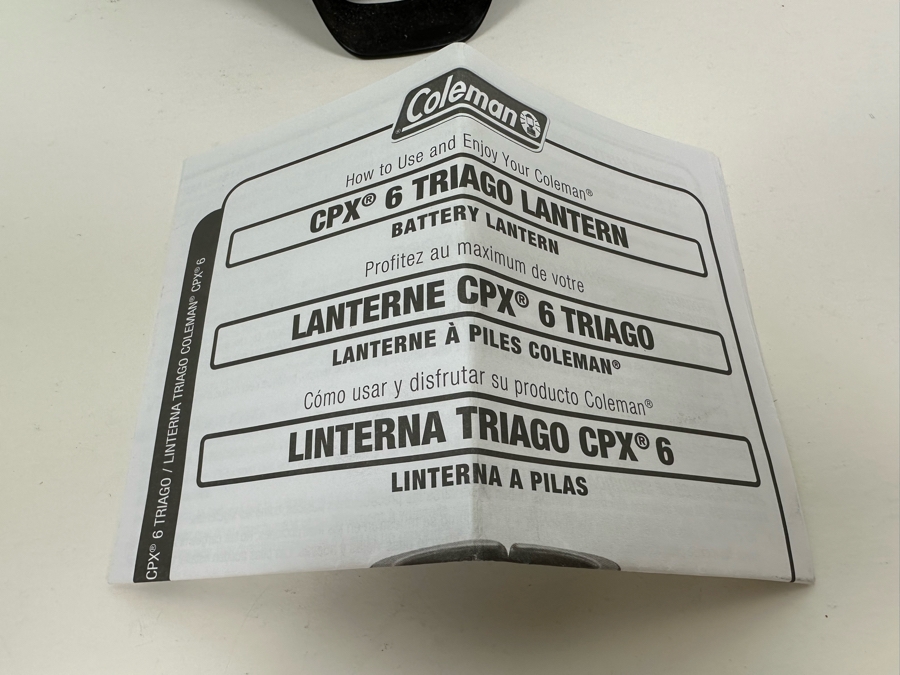 Coleman
How to Use and Enjoy Your Coleman®
CPX® 6 TRIAGO LANTERN
BATTERY LANTERN
Profitez au maximum de votre
LANTERNE CPX® 6 TRIAGO
LANTERNE À PILES COLEMAN®
Cómo usar y disfrutar su producto Coleman®
LINTERNA TRIAGO CPX® 6
LINTERNA A PILAS
CPX® 6 TRIAGO / LINTERNA TRIAGO COLEMAN® CPX® 6